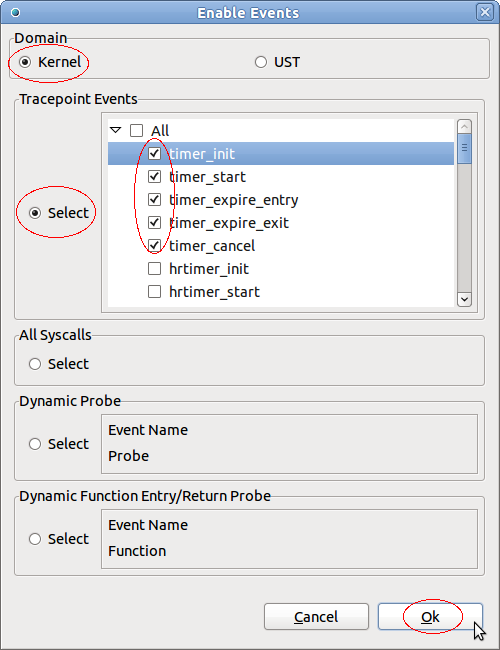 Enable Events
Domain
Kernel
UST
Tracepoint Events
Select
All
timer_init
timer_start
timer_expire_entry
timer_expire_exit
timer_cancel
hrtimer_init
hrtimer_start
All Syscalls
Select
Dynamic Probe
Select
Event Name
Probe
Dynamic Function Entry/Return Probe
Select
Event Name
Function
Cancel
Ok